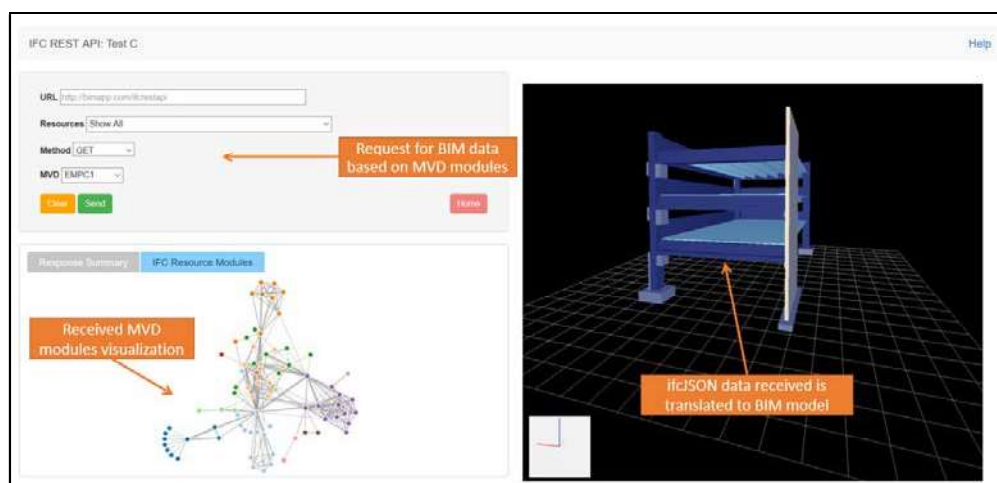 IFC REST API: Test C
Help
URL http://bimapp.com/ifcrestapi
Resources Show All
Method GET
MVD EMPC1
Clear Send
Home
Request for BIM data
based on MVD modules
Response Summary IFC Resource Modules
Received MVD
modules visualization
ifcJSON data received is
translated to BIM model